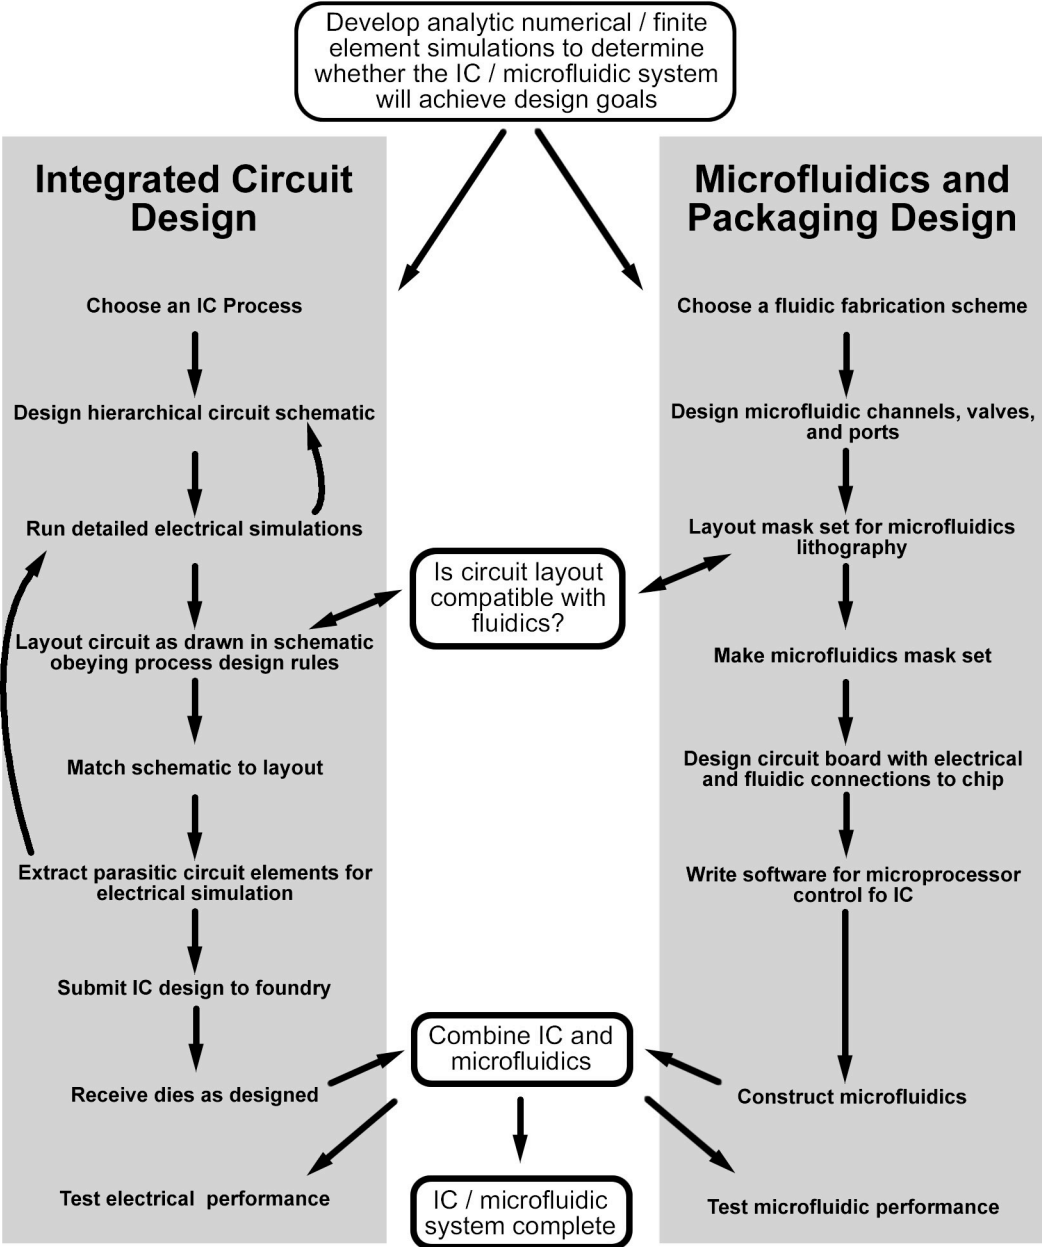 Develop analytic numerical / finite
element simulations to determine
whether the IC / microfluidic system
will achieve design goals
Integrated Circuit
Design
Choose an IC Process
Design hierarchical circuit schematic
Run detailed electrical simulations
Layout circuit as drawn in schematic
obeying process design rules
Match schematic to layout
Extract parasitic circuit elements for
electrical simulation
Submit IC design to foundry
Receive dies as designed
Test electrical performance
Is circuit layout
compatible with
fluidics?
Combine IC and
microfluidics
IC / microfluidic
system complete
Microfluidics and
Packaging Design
Choose a fluidic fabrication scheme
Design microfluidic channels, valves,
and ports
Layout mask set for microfluidics
lithography
Make microfluidics mask set
Design circuit board with electrical
and fluidic connections to chip
Write software for microprocessor
control fo IC
Construct microfluidics
Test microfluidic performance